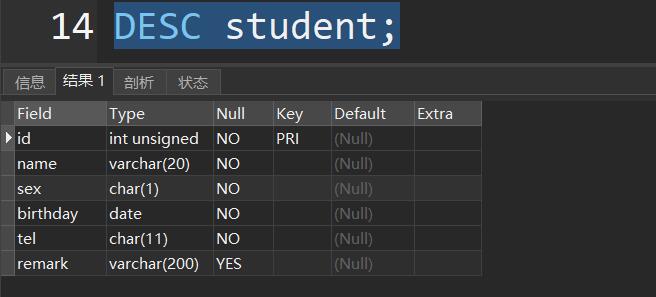 14 DESC student;
信息 结果 1 剖析 状态
Field Type Null Key Default Extra
id int unsigned NO PRI (Null)
name varchar(20) NO (Null)
sex char(1) NO (Null)
birthday date NO (Null)
tel char(11) NO (Null)
remark varchar(200) YES (Null)